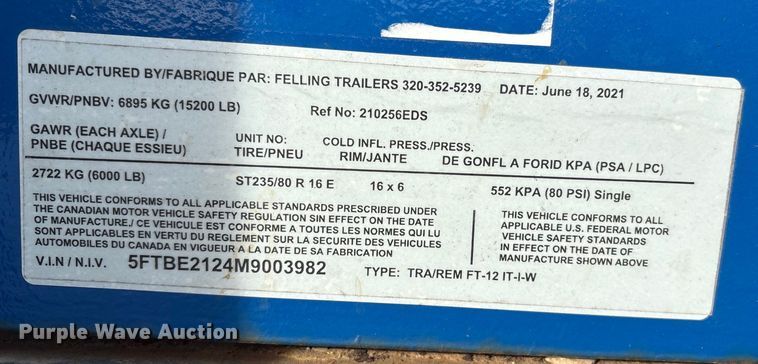 MANUFACTURED BY/FABRIQUE PAR: FELLING TRAILERS 320-352-5239 DATE: June 18, 2021
GVWR/PNBV: 6895 KG (15200 LB) Ref No: 210256EDS
GAWR (EACH AXLE) / UNIT NO: COLD INFL. PRESS./PRESS.
PNBE (CHAQUE ESSIEU) TIRE/PNEU RIM/JANTE DE GONFL A FORID KPA (PSA / LPC)
2722 KG (6000 LB) ST235/80 R 16 E 16 x 6 552 KPA (80 PSI) Single
THIS VEHICLE CONFORMS TO ALL APPLICABLE STANDARDS PRESCRIBED UNDER
THE CANADIAN MOTOR VEHICLE SAFETY REGULATION SIN EFFECT ON THE DATE
OF MANUFACTURE./ CE VEHICULE EST CONFORME A TOUTES LES NORMES QUI LU
SONT APPLICABLES EN VERTU DU REGLEMENT SUR LA SECURITE DES VEHICULES
AUTOMOBILES DU CANADA EN VIGUEUR A LA DATE DE SA FABRICATION
THIS VEHICLE CONFORMS TO ALL
APPLICABLE U.S. FEDERAL MOTOR
VEHICLE SAFETY STANDARDS
IN EFFECT ON THE DATE OF
MANUFACTURE SHOWN ABOVE
V.I.N / N.I.V. 5FTBE2124M9003982 TYPE: TRA/REM FT-12 IT-I-W
Purple Wave Auction